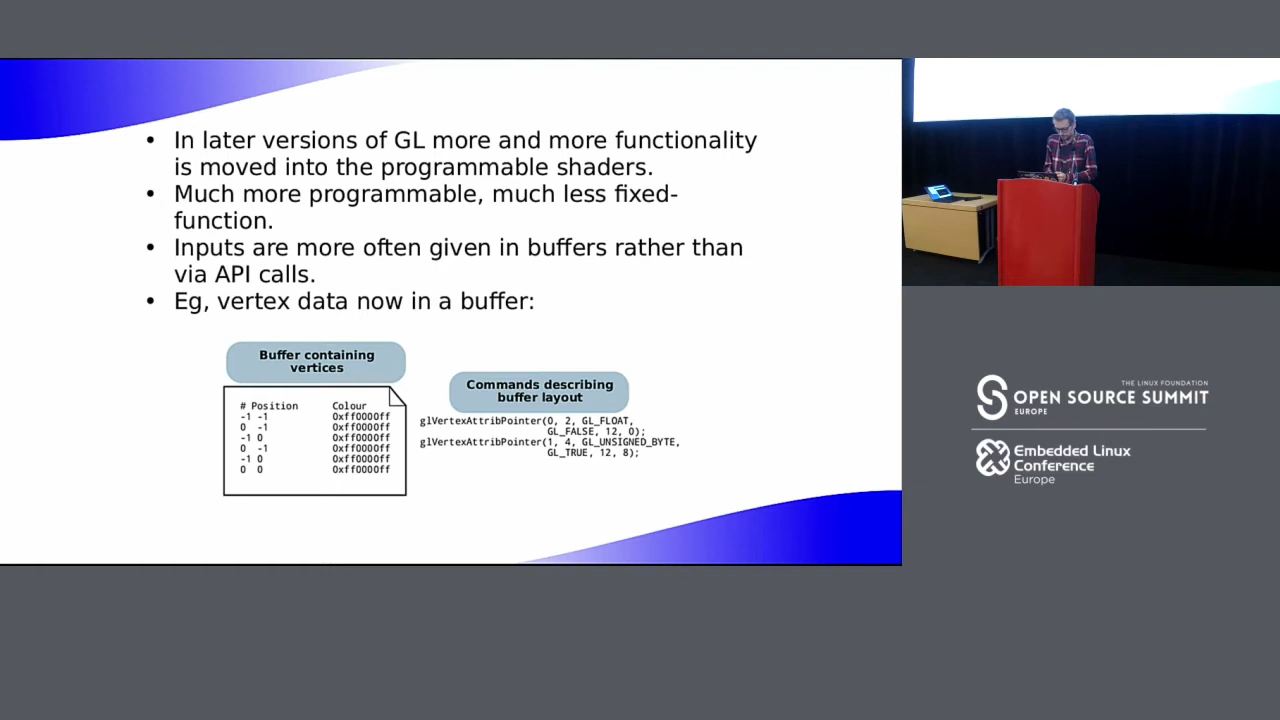 • In later versions of GL more and more functionality
is moved into the programmable shaders.
• Much more programmable, much less fixed-
function.
• Inputs are more often given in buffers rather than
via API calls.
• Eg, vertex data now in a buffer:
Buffer containing
vertices
# Position Colour
-1 -1 0xff0000ff
0 -1 0xff0000ff
-1 0 0xff0000ff
0 -1 0xff0000ff
-1 0 0xff0000ff
0 0 0xff0000ff
Commands describing
buffer layout
glVertexAttribPointer(0, 2, GL_FLOAT,
GL_FALSE, 12, 0);
glVertexAttribPointer(1, 4, GL_UNSIGNED_BYTE,
GL_TRUE, 12, 8);
THE LINUX FOUNDATION
OPEN SOURCE SUMMIT
EUROPE
Embedded Linux
Conference
Europe